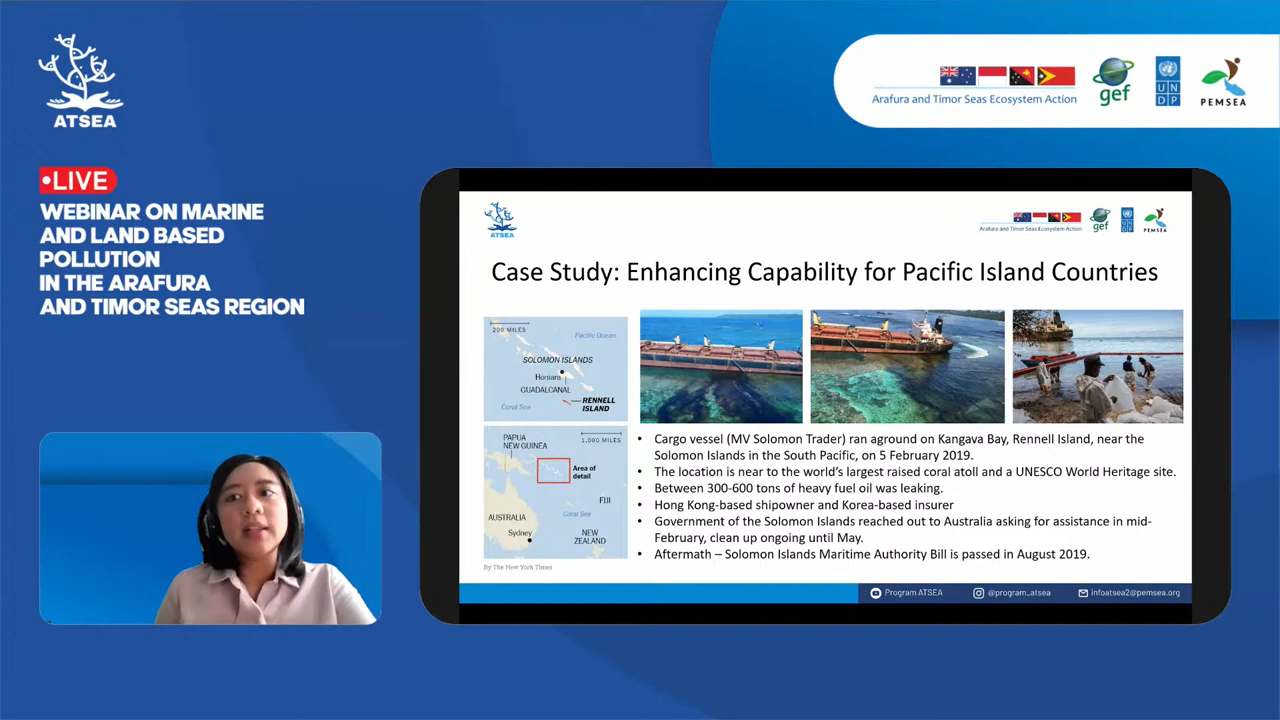 ATSEA
•LIVE
WEBINAR ON MARINE
AND LAND BASED
POLLUTION
IN THE ARAFURA
AND TIMOR SEAS REGION
Arafura and Timor Seas Ecosystem Action
gef
U N
D P
PEMSEA
ATSEA
Arafura and Timor Seas Ecosystem Action
gef
U N
D P
PEMSEA
Case Study: Enhancing Capability for Pacific Island Countries
200 MILES
Pacific Ocean
SOLOMON ISLANDS
Honiara
GUADALCANAL
Coral Sea
RENNELL
ISLAND
PAPUA
NEW GUINEA
1,000 MILES
Area of
detail
FIJI
Coral Sea
AUSTRALIA
Sydney
NEW
ZEALAND
By The New York Times
• Cargo vessel (MV Solomon Trader) ran aground on Kangava Bay, Rennell Island, near the
Solomon Islands in the South Pacific, on 5 February 2019.
• The location is near to the world's largest raised coral atoll and a UNESCO World Heritage site.
• Between 300-600 tons of heavy fuel oil was leaking.
• Hong Kong-based shipowner and Korea-based insurer
• Government of the Solomon Islands reached out to Australia asking for assistance in mid-
February, clean up ongoing until May.
• Aftermath – Solomon Islands Maritime Authority Bill is passed in August 2019.
Program ATSEA
@program_atsea
infoatsea2@pemsea.org